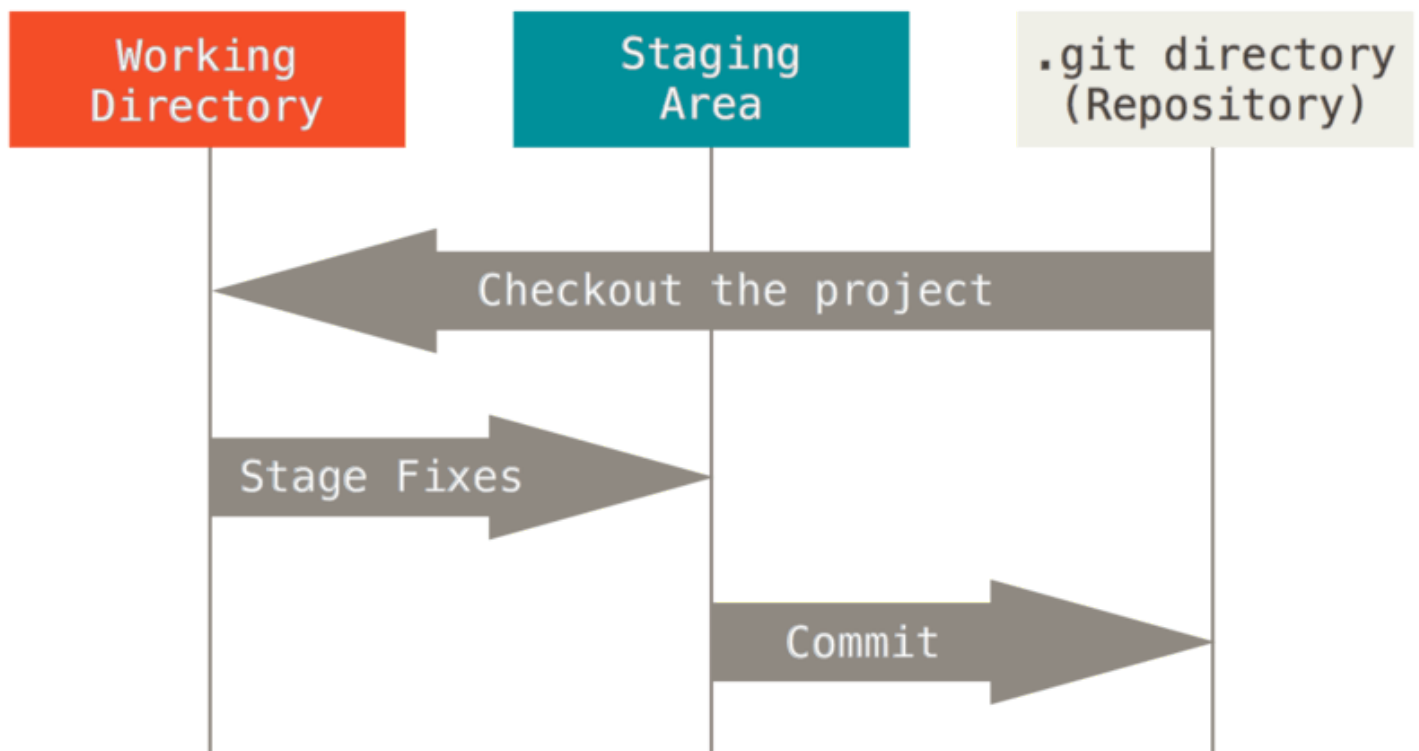 Working
Directory
Staging
Area
.git directory
(Repository)
Checkout the project
Stage Fixes
Commit